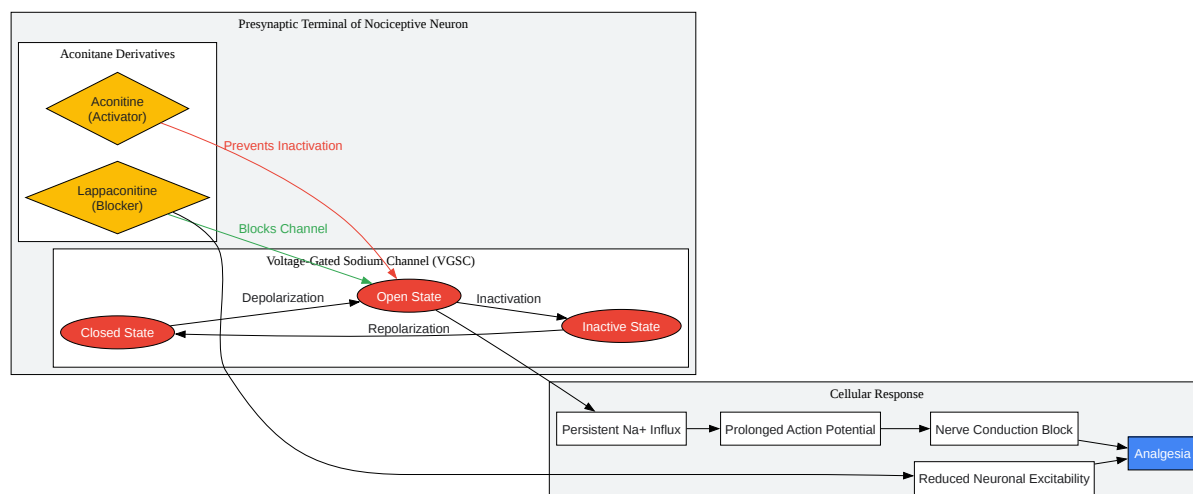 Presynaptic Terminal of Nociceptive Neuron
Aconitane Derivatives
Aconitine
(Activator)
Prevents Inactivation
Lappaconitine
(Blocker)
Blocks Channel
Voltage-Gated Sodium Channel (VGSC)
Depolarization
Open State
Inactivation
Closed State
Repolarization
Inactive State
Cellular Response
Persistent Na+ Influx
Prolonged Action Potential
Nerve Conduction Block
Analgesia
Reduced Neuronal Excitability